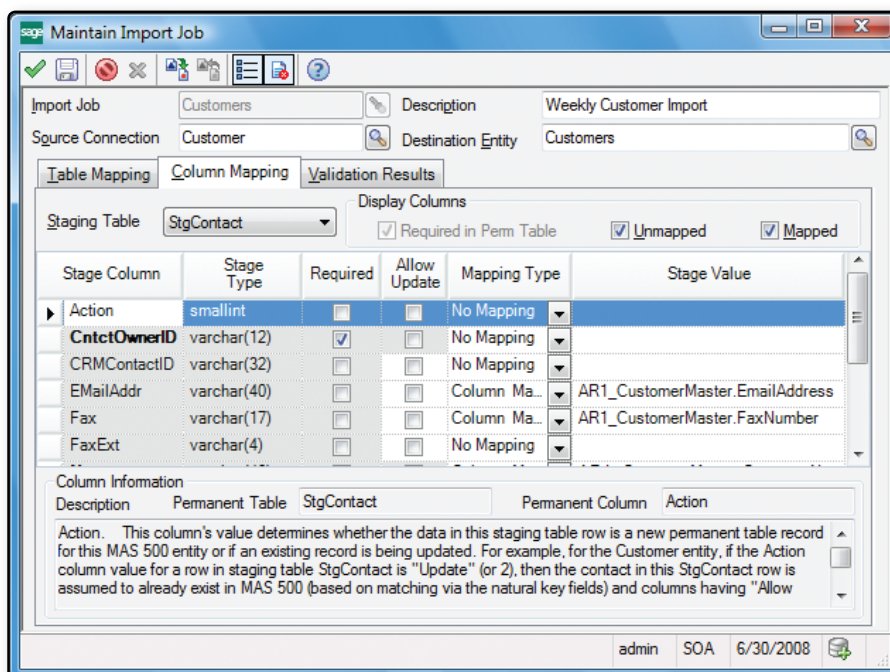 sage Maintain Import Job
Import Job Customers Description Weekly Customer Import
Source Connection Customer Destination Entity Customers
Table Mapping Column Mapping Validation Results
Display Columns
Staging Table StgContact Required in Perm Table Unmapped Mapped
Stage Column Stage Type Required Allow Update Mapping Type Stage Value
Action smallint No Mapping
CntctOwnerID varchar(12) No Mapping
CRMContactID varchar(32) No Mapping
EMailAddr varchar(40) Column Ma... AR1_CustomerMaster.EmailAddress
Fax varchar(17) Column Ma... AR1_CustomerMaster.FaxNumber
FaxExt varchar(4) No Mapping
Column Information
Description Permanent Table StgContact Permanent Column Action
Action. This column's value determines whether the data in this staging table row is a new permanent table record
for this MAS 500 entity or if an existing record is being updated. For example, for the Customer entity, if the Action
column value for a row in staging table StgContact is "Update" (or 2), then the contact in this StgContact row is
assumed to already exist in MAS 500 (based on matching via the natural key fields) and columns having "Allow
admin SOA 6/30/2008